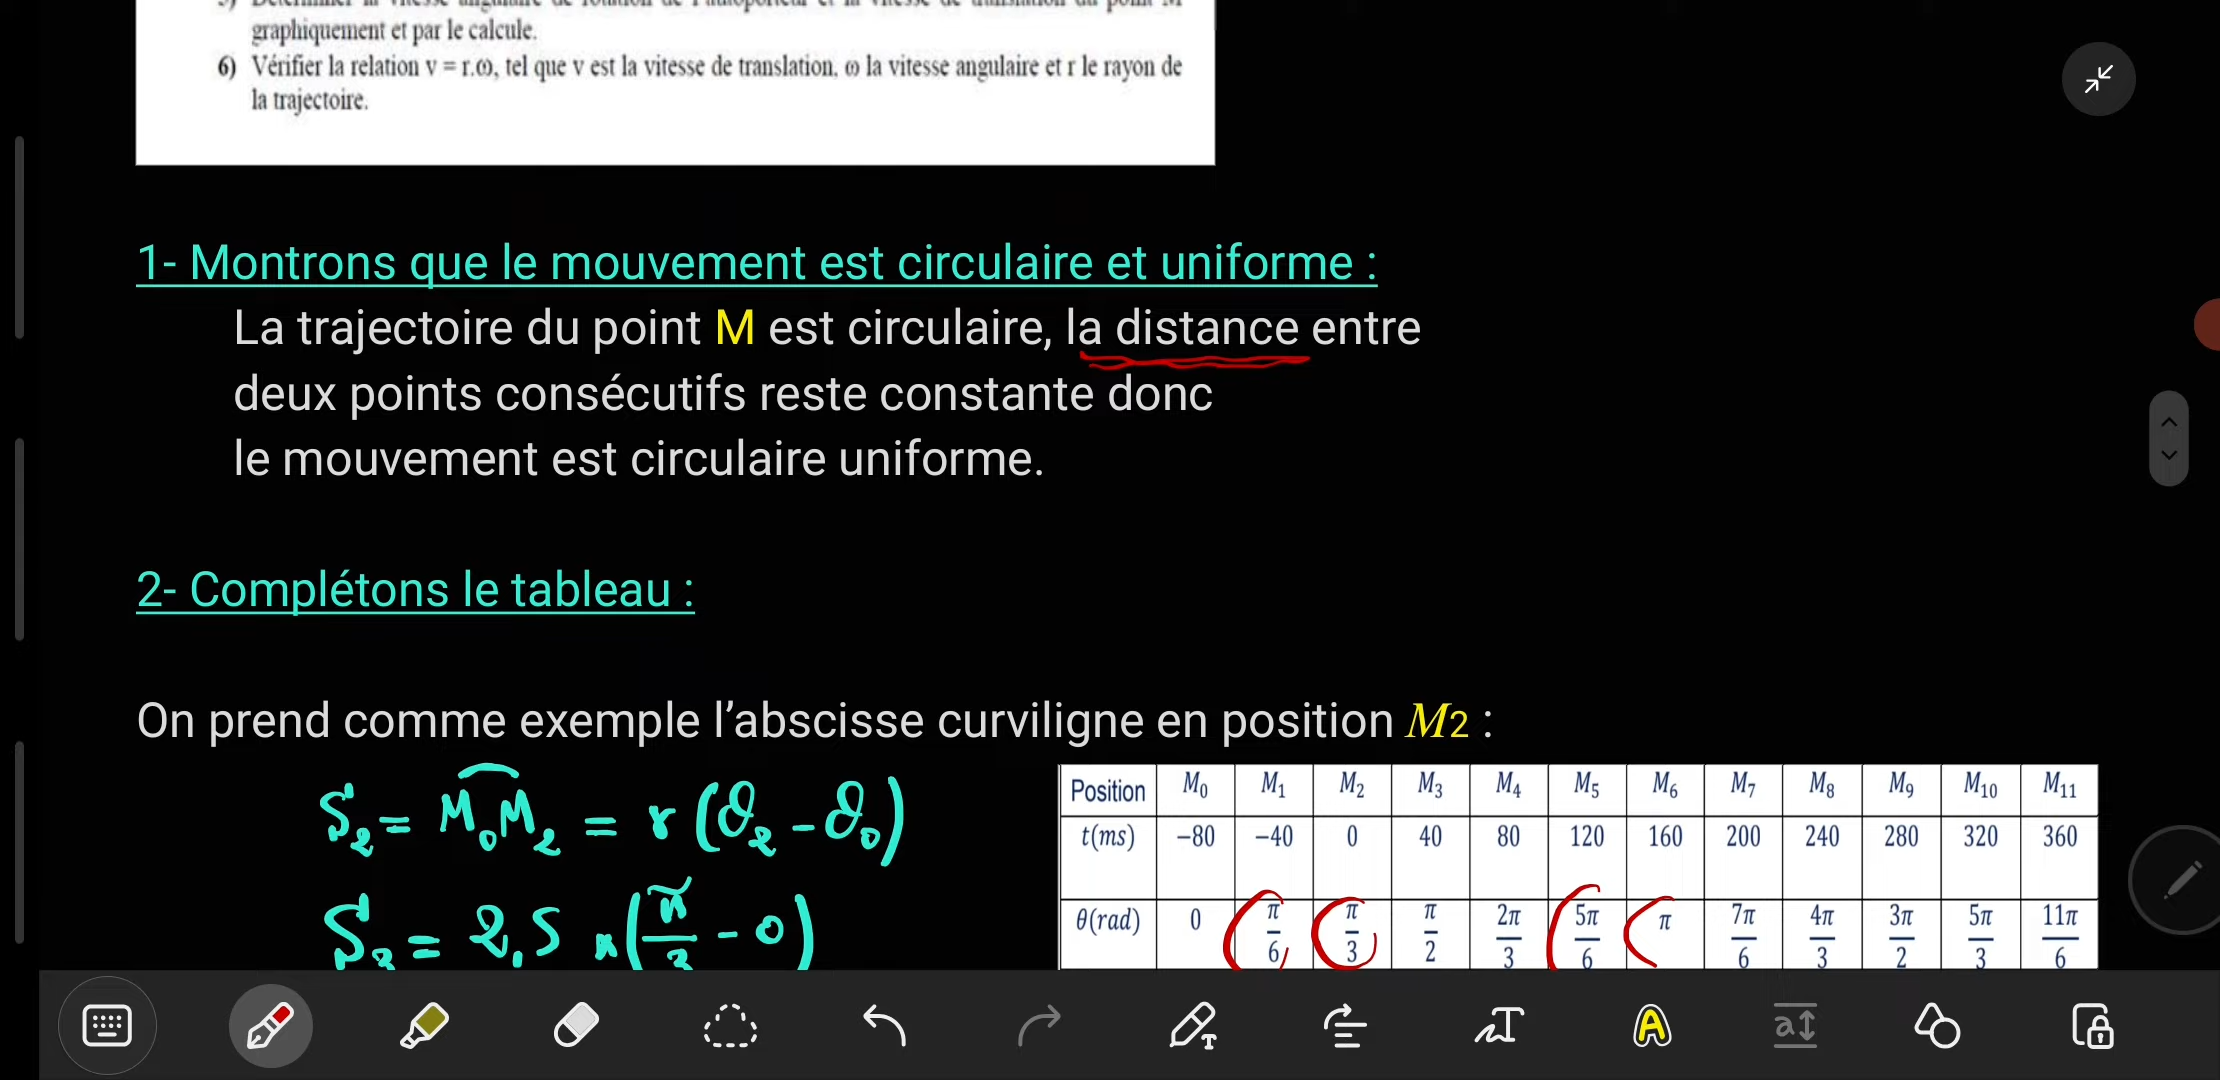 graphiquement et par le calcule.
6) Vérifier la relation v = r.ω, tel que v est la vitesse de translation, ω la vitesse angulaire et r le rayon de
la trajectoire.
1- Montrons que le mouvement est circulaire et uniforme :
La trajectoire du point M est circulaire, la distance entre
deux points consécutifs reste constante donc
le mouvement est circulaire uniforme.
2- Complétons le tableau :
On prend comme exemple l’abscisse curviligne en position M2 :
S₂ = M₀M₂ = r (θ₂ - θ₀)
S₂ = 2,5 × (π/3 - 0)
Position M₀ M₁ M₂ M₃ M₄ M₅ M₆ M₇ M₈ M₉ M₁₀ M₁₁
t(ms) −80 −40 0 40 80 120 160 200 240 280 320 360
θ(rad) 0 π/6 π/3 π/2 2π/3 5π/6 π 7π/6 4π/3 3π/2 5π/3 11π/6